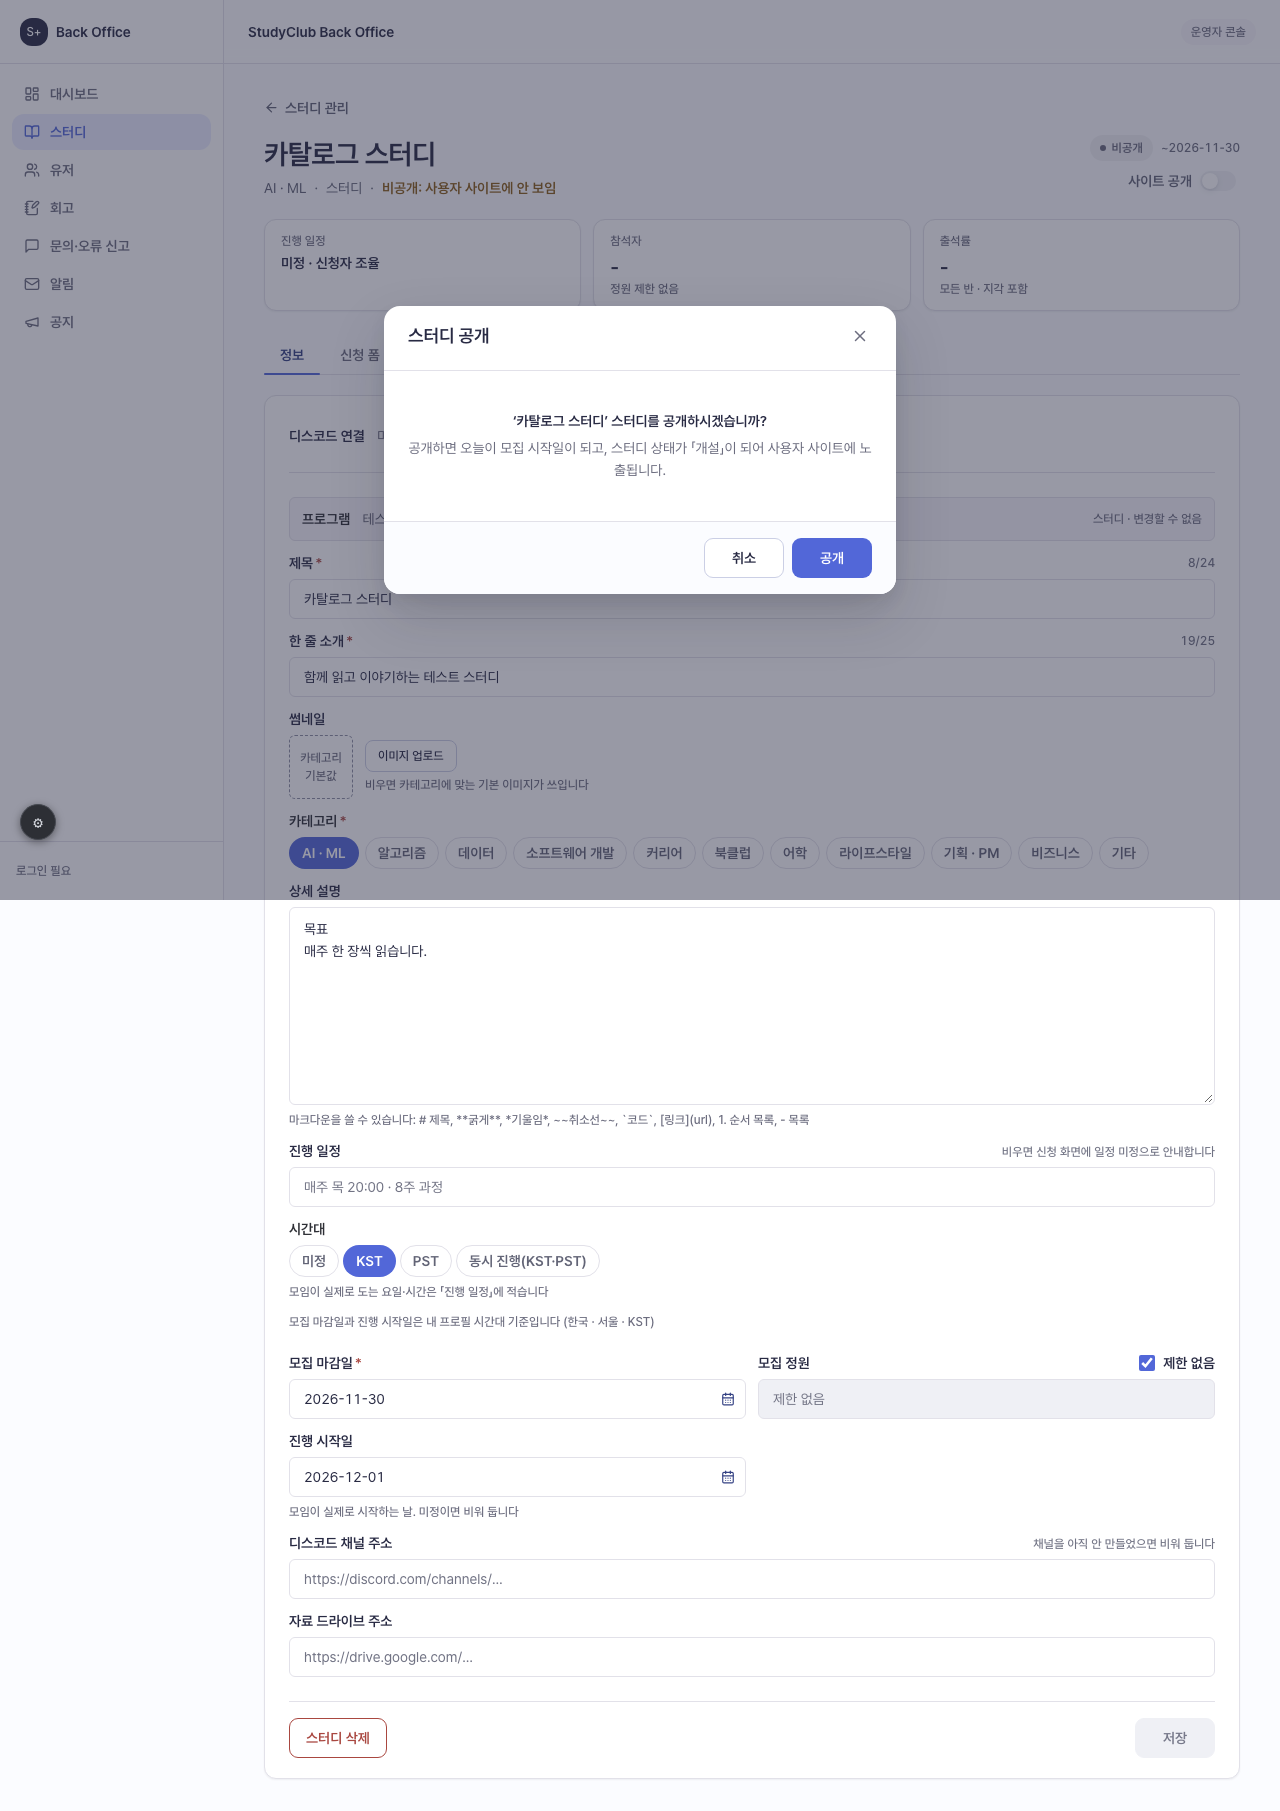 S+ Back Office
StudyClub Back Office
운영자 콘솔
대시보드
스터디
유저
회고
문의·오류 신고
알림
공지
로그인 필요
← 스터디 관리
카탈로그 스터디
비공개 ~2026-11-30
AI · ML · 스터디 · 비공개: 사용자 사이트에 안 보임
사이트 공개
진행 일정
미정 · 신청자 조율
참석자
-
정원 제한 없음
출석률
-
모든 반 · 지각 포함
정보 신청 폼
스터디 공개
‘카탈로그 스터디’ 스터디를 공개하시겠습니까?
공개하면 오늘이 모집 시작일이 되고, 스터디 상태가 「개설」이 되어 사용자 사이트에 노
출됩니다.
취소 공개
디스코드 연결
프로그램 테스
스터디 · 변경할 수 없음
제목 * 8/24
카탈로그 스터디
한 줄 소개 * 19/25
함께 읽고 이야기하는 테스트 스터디
썸네일
카테고리
기본값
이미지 업로드
비우면 카테고리에 맞는 기본 이미지가 쓰입니다
카테고리 *
AI · ML 알고리즘 데이터 소프트웨어 개발 커리어 북클럽 어학 라이프스타일 기획 · PM 비즈니스 기타
상세 설명
목표
매주 한 장씩 읽습니다.
마크다운을 쓸 수 있습니다: # 제목, **굵게**, *기울임*, ~~취소선~~, `코드`, [링크](url), 1. 순서 목록, - 목록
진행 일정 비우면 신청 화면에 일정 미정으로 안내합니다
매주 목 20:00 · 8주 과정
시간대
미정 KST PST 동시 진행(KST·PST)
모임이 실제로 도는 요일·시간은 「진행 일정」에 적습니다
모집 마감일과 진행 시작일은 내 프로필 시간대 기준입니다 (한국 · 서울 · KST)
모집 마감일 *
2026-11-30
모집 정원 제한 없음
제한 없음
진행 시작일
2026-12-01
모임이 실제로 시작하는 날. 미정이면 비워 둡니다
디스코드 채널 주소 채널을 아직 안 만들었으면 비워 둡니다
https://discord.com/channels/...
자료 드라이브 주소
https://drive.google.com/...
스터디 삭제 저장